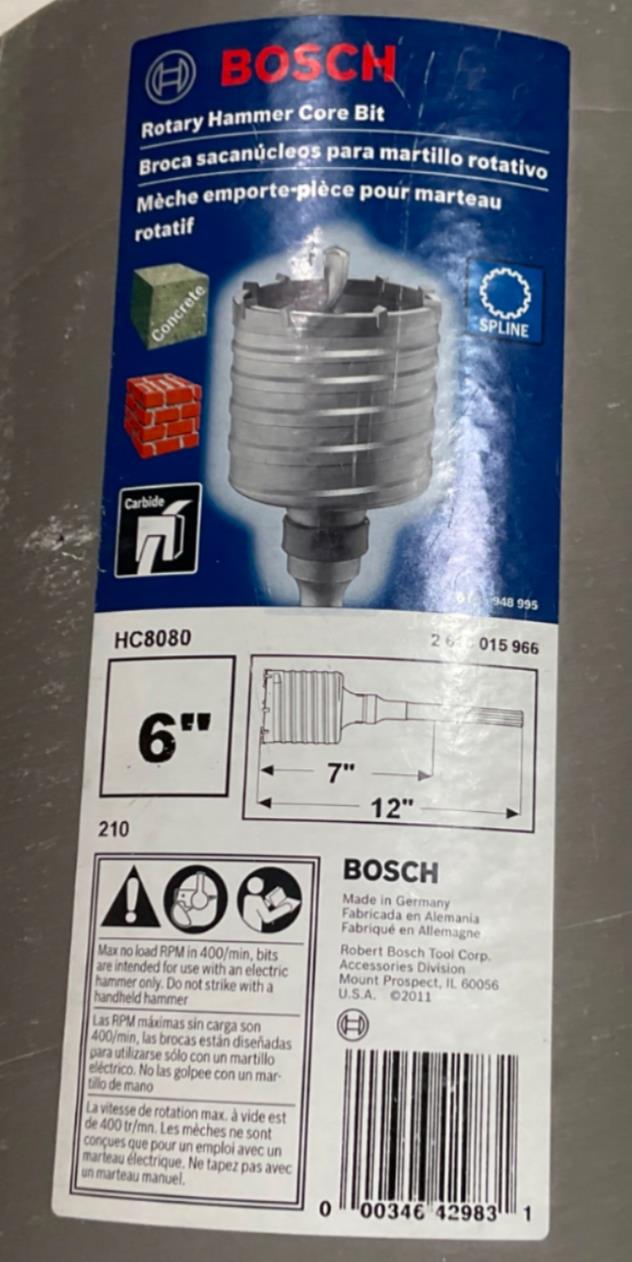 BOSCH
Rotary Hammer Core Bit
Broca sacanúcleos para martillo rotativo
Mèche emporte-pièce pour marteau
rotatif
Concrete
SPLINE
Carbide
948 995
HC8080
2 6 015 966
6"
7"
12"
210
Max no load RPM in 400/min, bits
are intended for use with an electric
hammer only. Do not strike with a
handheld hammer
Las RPM máximas sin carga son
400/min, las brocas están diseñadas
para utilizarse sólo con un martillo
eléctrico. No las golpee con un mar-
tillo de mano
La vitesse de rotation max. à vide est
de 400 tr/mn. Les mèches ne sont
conçues que pour un emploi avec un
marteau électrique. Ne tapez pas avec
un marteau manuel.
BOSCH
Made in Germany
Fabricada en Alemania
Fabriqué en Allemagne
Robert Bosch Tool Corp.
Accessories Division
Mount Prospect, IL 60056
U.S.A. ©2011
0 00346 42983 1